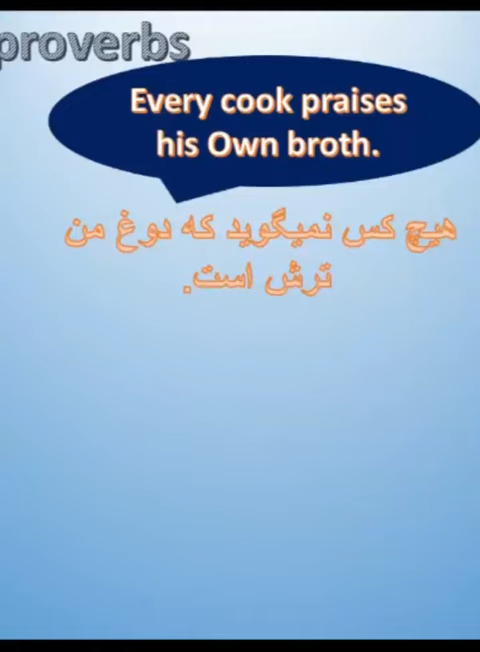 proverbs
Every cook praises
his Own broth.
هیچ کس نمیگوید که دوغ من
ترش است.